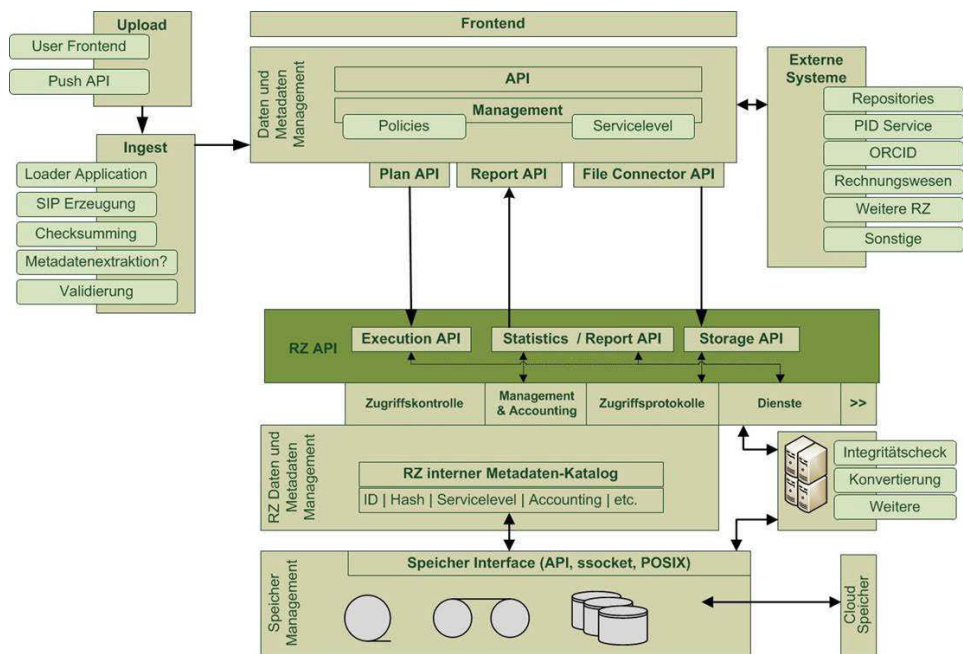 Upload
User Frontend
Push API
Ingest
Loader Application
SIP Erzeugung
Checksumming
Metadatenextraktion?
Validierung
Frontend
Daten und
Metadaten
Management
API
Management
Policies
Servicelevel
Plan API
Report API
File Connector API
Externe
Systeme
Repositories
PID Service
ORCID
Rechnungswesen
Weitere RZ
Sonstige
RZ API
Execution API
Statistics / Report API
Storage API
Zugriffskontrolle
Management
& Accounting
Zugriffsprotokolle
Dienste
>>
RZ Daten und
Metadaten
Management
RZ interner Metadaten-Katalog
ID | Hash | Servicelevel | Accounting | etc.
Integritätscheck
Konvertierung
Weitere
Speicher
Management
Speicher Interface (API, ssocket, POSIX)
Cloud
Speicher